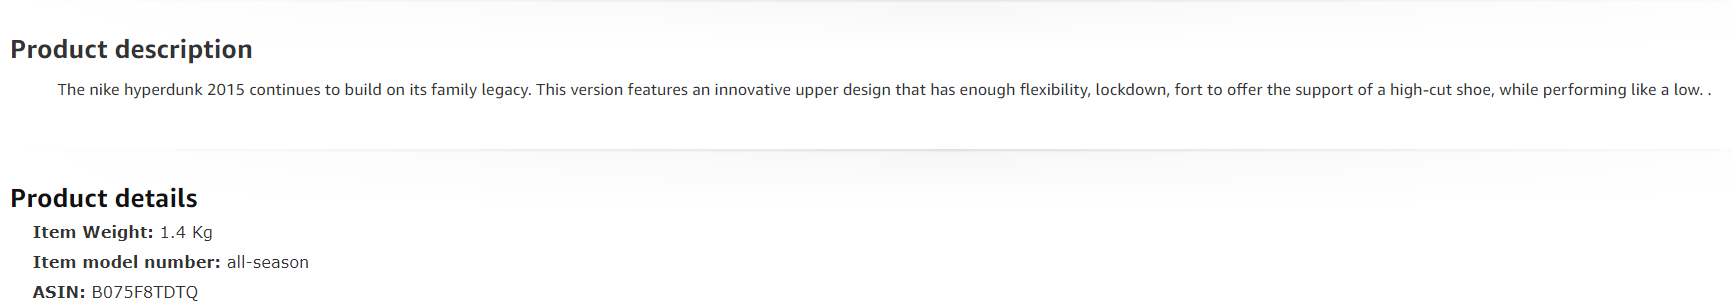 Product description
The nike hyperdunk 2015 continues to build on its family legacy. This version features an innovative upper design that has enough flexibility, lockdown, fort to offer the support of a high-cut shoe, while performing like a low. .
Product details
Item Weight: 1.4 Kg
Item model number: all-season
ASIN: B075F8TDTQ